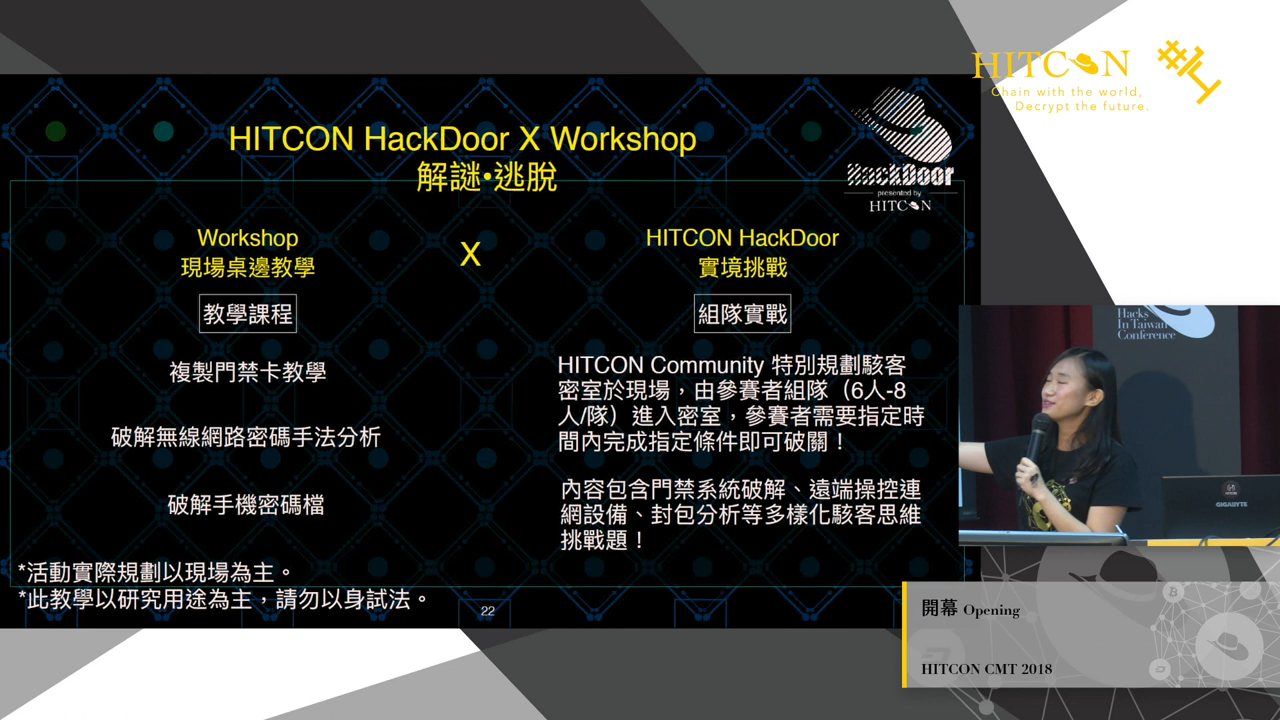 HITCON #14
Chain with the world,
Decrypt the future.
HITCON HackDoor X Workshop
解謎•逃脫
HackDoor
presented by
HITCON
Workshop
現場桌邊教學
教學課程
複製門禁卡教學
破解無線網路密碼手法分析
破解手機密碼檔
X
HITCON HackDoor
實境挑戰
組隊實戰
HITCON Community 特別規劃駭客
密室於現場，由參賽者組隊（6人-8
人/隊）進入密室，參賽者需要指定時
間內完成指定條件即可破關！
內容包含門禁系統破解、遠端操控連
網設備、封包分析等多樣化駭客思維
挑戰題！
*活動實際規劃以現場為主。
*此教學以研究用途為主，請勿以身試法。
22
Hacks
In Taiwan
Conference
GIGABYTE
開幕 Opening
HITCON CMT 2018